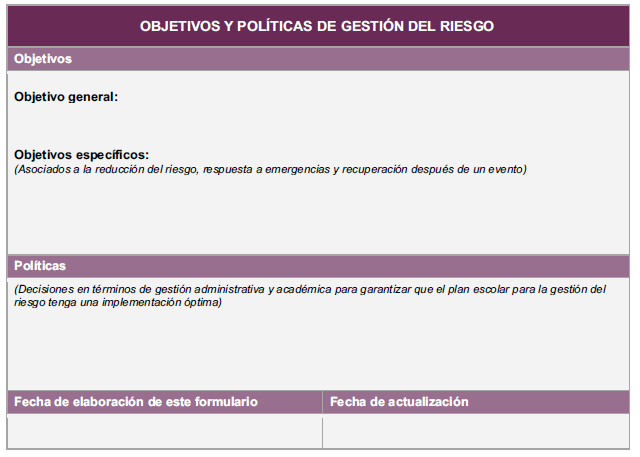 OBJETIVOS Y POLÍTICAS DE GESTIÓN DEL RIESGO
Objetivos
Objetivo general:
Objetivos específicos:
(Asociados a la reducción del riesgo, respuesta a emergencias y recuperación después de un evento)
Políticas
(Decisiones en términos de gestión administrativa y académica para garantizar que el plan escolar para la gestión del
riesgo tenga una implementación óptima)
Fecha de elaboración de este formulario
Fecha de actualización